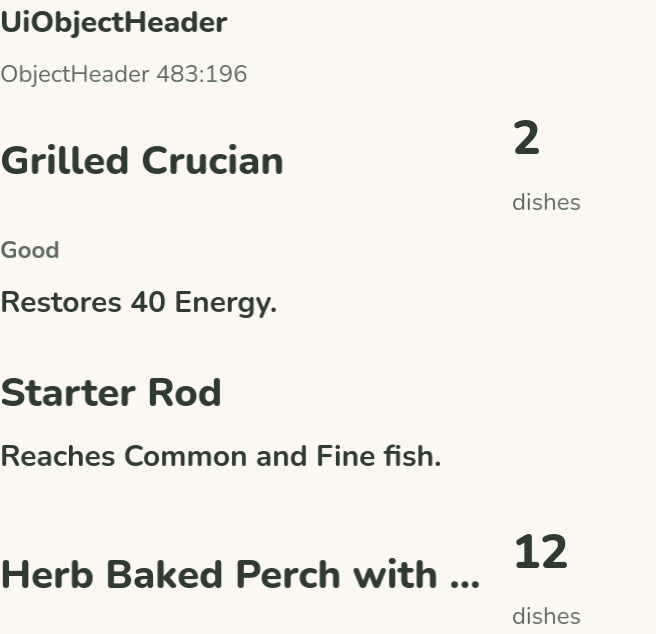 UiObjectHeader
ObjectHeader 483:196
Grilled Crucian
2
dishes
Good
Restores 40 Energy.
Starter Rod
Reaches Common and Fine fish.
Herb Baked Perch with ...
12
dishes